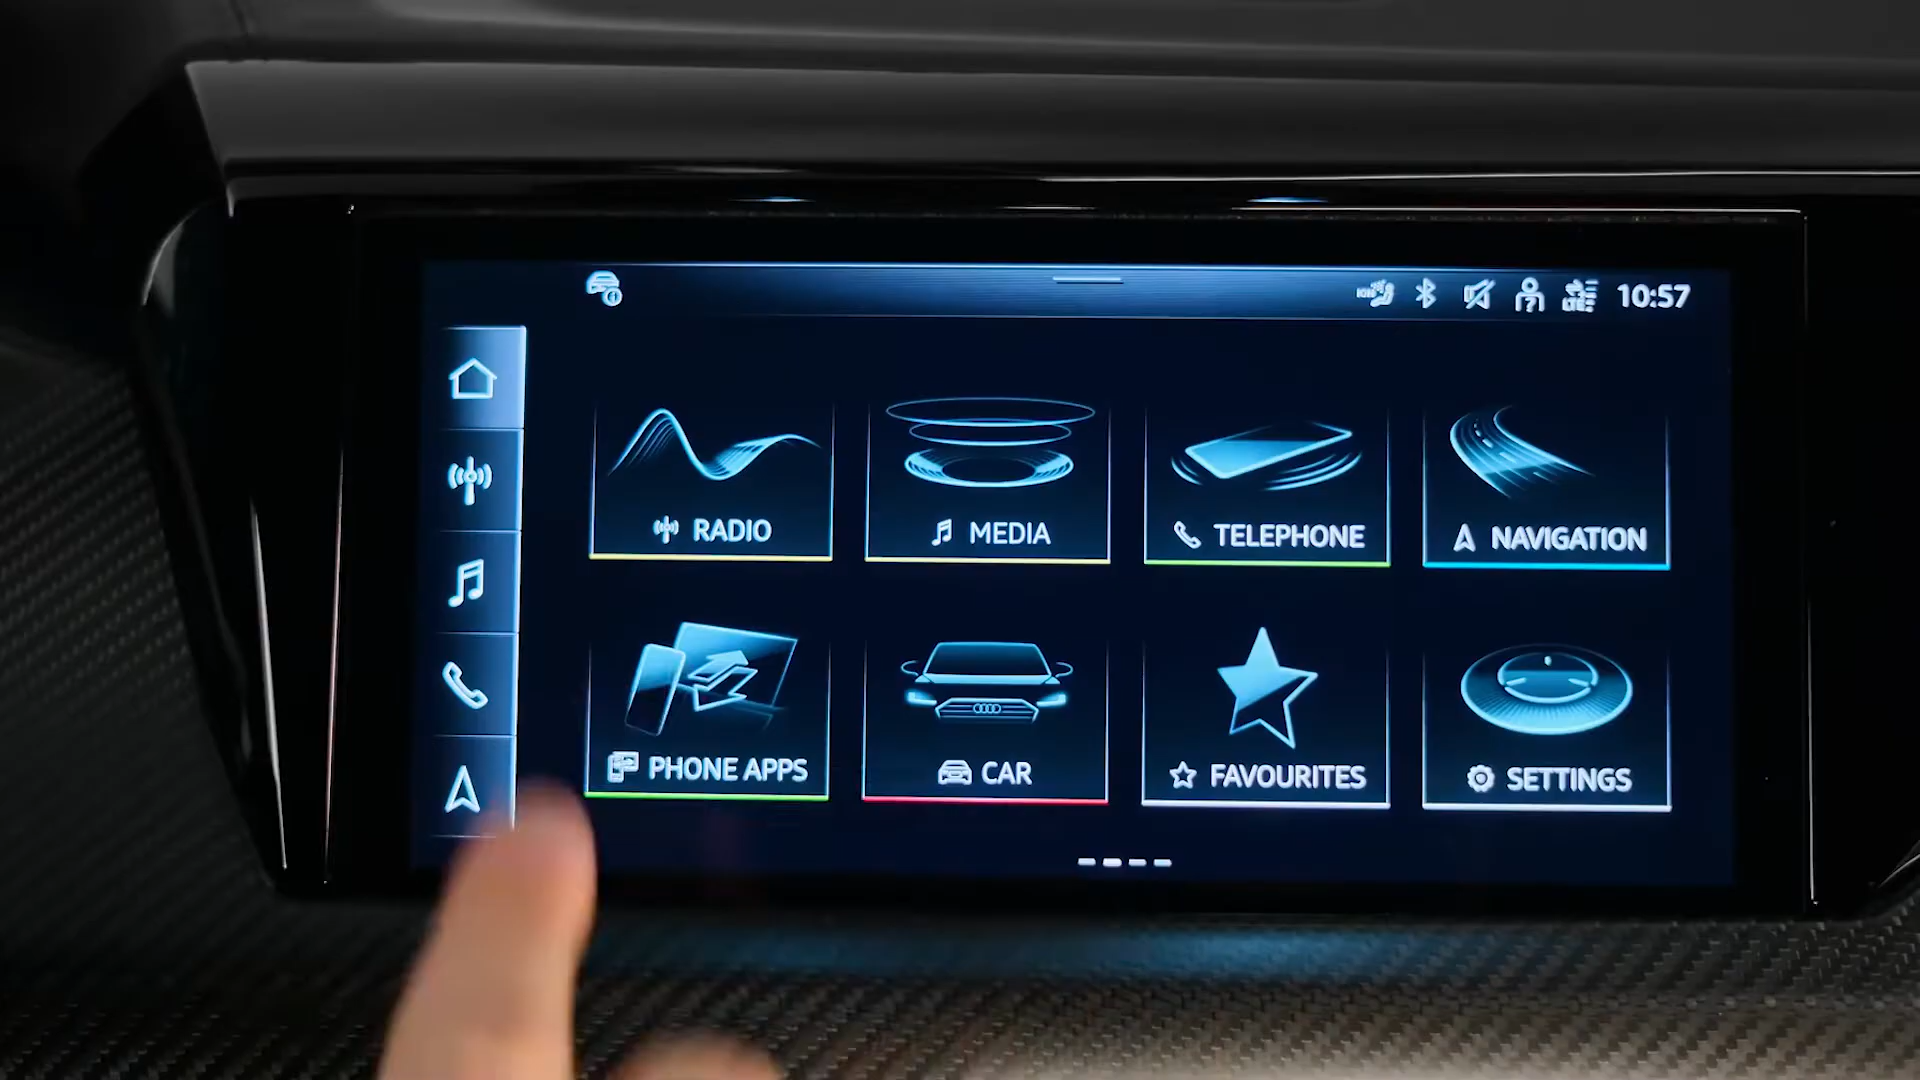 10:57
RADIO
MEDIA
TELEPHONE
NAVIGATION
PHONE APPS
CAR
FAVOURITES
SETTINGS